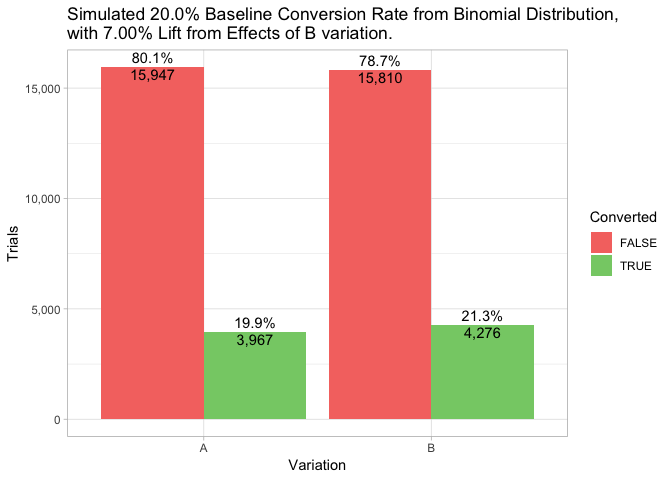 Simulated 20.0% Baseline Conversion Rate from Binomial Distribution,
with 7.00% Lift from Effects of B variation.
80.1%
15,947
78.7%
15,810
19.9%
3,967
21.3%
4,276
15,000
10,000
5,000
0
Trials
A
B
Variation
Converted
FALSE
TRUE